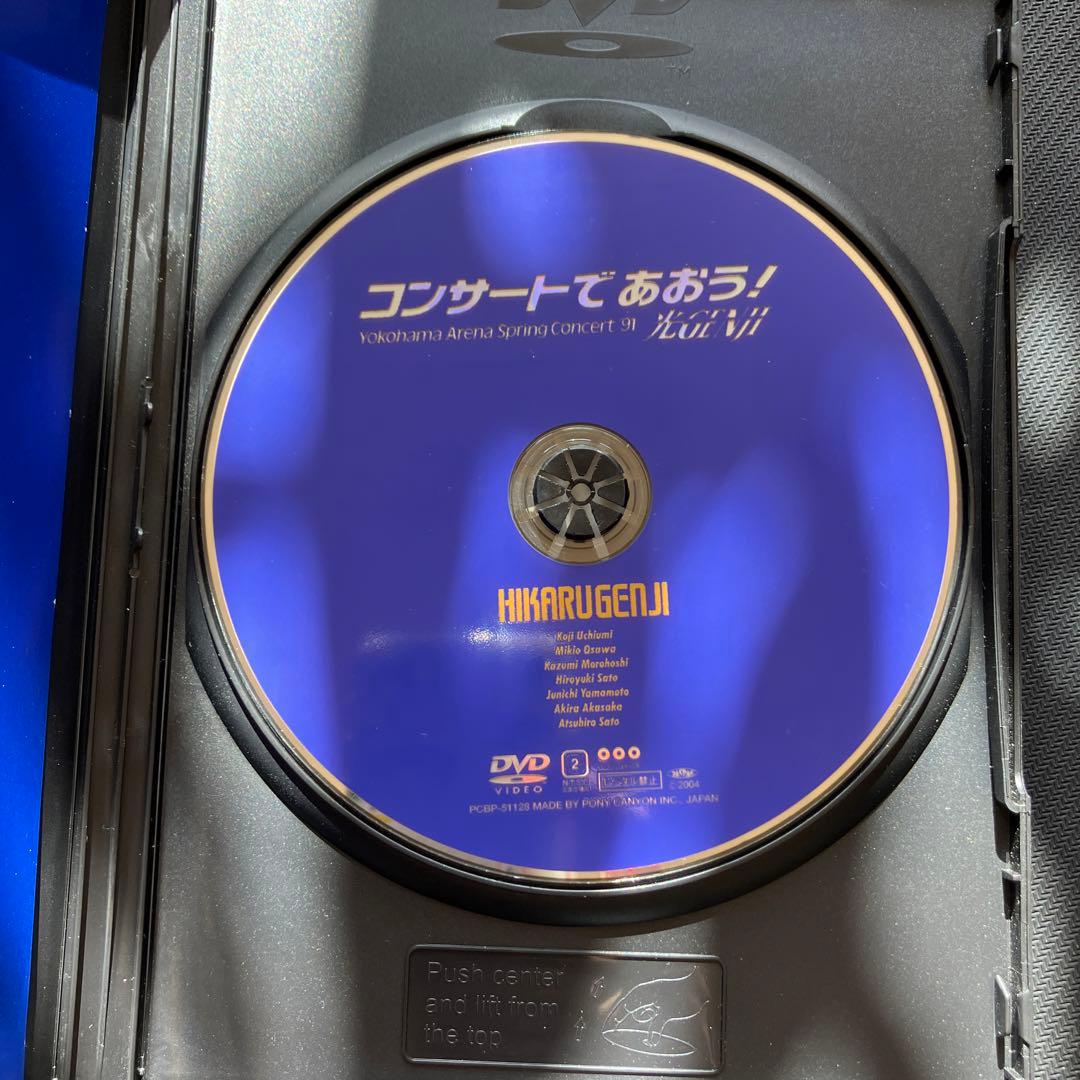 DVD
TM
コンサートで あおう!
Yokohama Arena Spring Concert '91 光GENJI
HIKARUGENJI
Koji Uchiumi
Mikio Osawa
Kazumi Morohoshi
Hiroyuki Sato
Junichi Yamamoto
Akira Akasaka
Atsuhiro Sato
DVD
VIDEO
2
レンタル禁止
2004
PCBP-51128 MADE BY PONY CANYON INC., JAPAN
Push center
and lift from
the top